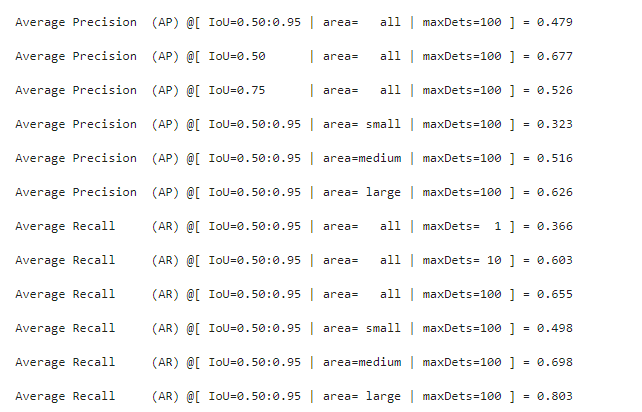 Average Precision  (AP) @[ IoU=0.50:0.95 | area=   all | maxDets=100 ] = 0.479
Average Precision  (AP) @[ IoU=0.50      | area=   all | maxDets=100 ] = 0.677
Average Precision  (AP) @[ IoU=0.75      | area=   all | maxDets=100 ] = 0.526
Average Precision  (AP) @[ IoU=0.50:0.95 | area= small | maxDets=100 ] = 0.323
Average Precision  (AP) @[ IoU=0.50:0.95 | area=medium | maxDets=100 ] = 0.516
Average Precision  (AP) @[ IoU=0.50:0.95 | area= large | maxDets=100 ] = 0.626
Average Recall     (AR) @[ IoU=0.50:0.95 | area=   all | maxDets=  1 ] = 0.366
Average Recall     (AR) @[ IoU=0.50:0.95 | area=   all | maxDets= 10 ] = 0.603
Average Recall     (AR) @[ IoU=0.50:0.95 | area=   all | maxDets=100 ] = 0.655
Average Recall     (AR) @[ IoU=0.50:0.95 | area= small | maxDets=100 ] = 0.498
Average Recall     (AR) @[ IoU=0.50:0.95 | area=medium | maxDets=100 ] = 0.698
Average Recall     (AR) @[ IoU=0.50:0.95 | area= large | maxDets=100 ] = 0.803